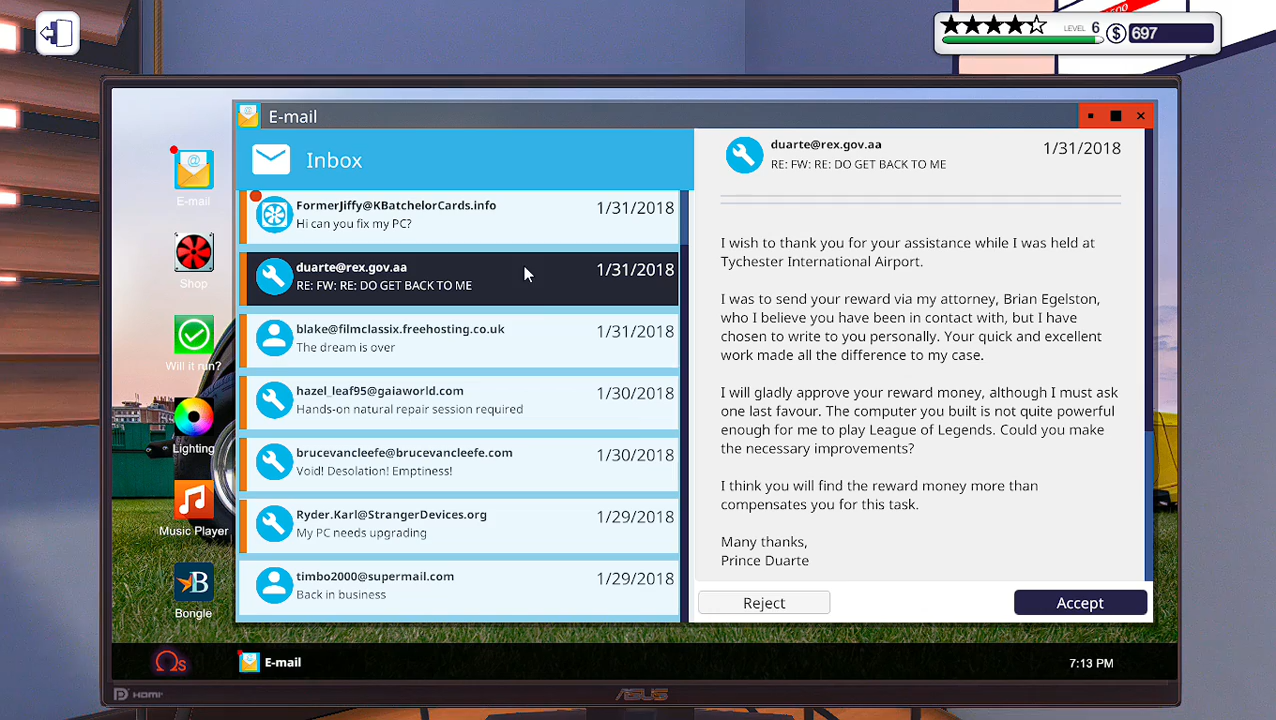 LEVEL 6
$ 697
E-mail
Inbox
FormerJiffy@KBatchelorCards.info 1/31/2018
Hi can you fix my PC?
duarte@rex.gov.aa 1/31/2018
RE: FW: RE: DO GET BACK TO ME
blake@filmclassix.freehosting.co.uk 1/31/2018
The dream is over
hazel_leaf95@gaiaworld.com 1/30/2018
Hands-on natural repair session required
brucevancleefe@brucevancleefe.com 1/30/2018
Void! Desolation! Emptiness!
Ryder.Karl@StrangerDevices.org 1/29/2018
My PC needs upgrading
timbo2000@supermail.com 1/29/2018
Back in business
duarte@rex.gov.aa 1/31/2018
RE: FW: RE: DO GET BACK TO ME
I wish to thank you for your assistance while I was held at
Tychester International Airport.
I was to send your reward via my attorney, Brian Egelston,
who I believe you have been in contact with, but I have
chosen to write to you personally. Your quick and excellent
work made all the difference to my case.
I will gladly approve your reward money, although I must ask
one last favour. The computer you built is not quite powerful
enough for me to play League of Legends. Could you make
the necessary improvements?
I think you will find the reward money more than
compensates you for this task.
Many thanks,
Prince Duarte
Reject
Accept
E-mail
Shop
Will it run?
Lighting
Music Player
B
Bongle
Ωs
E-mail
7:13 PM
HDMI
ASUS